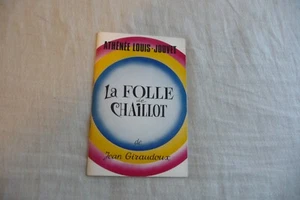 ATHÉNÉE LOUIS-JOUVET
LA FOLLE
de
CHAILLOT
de
Jean Giraudoux